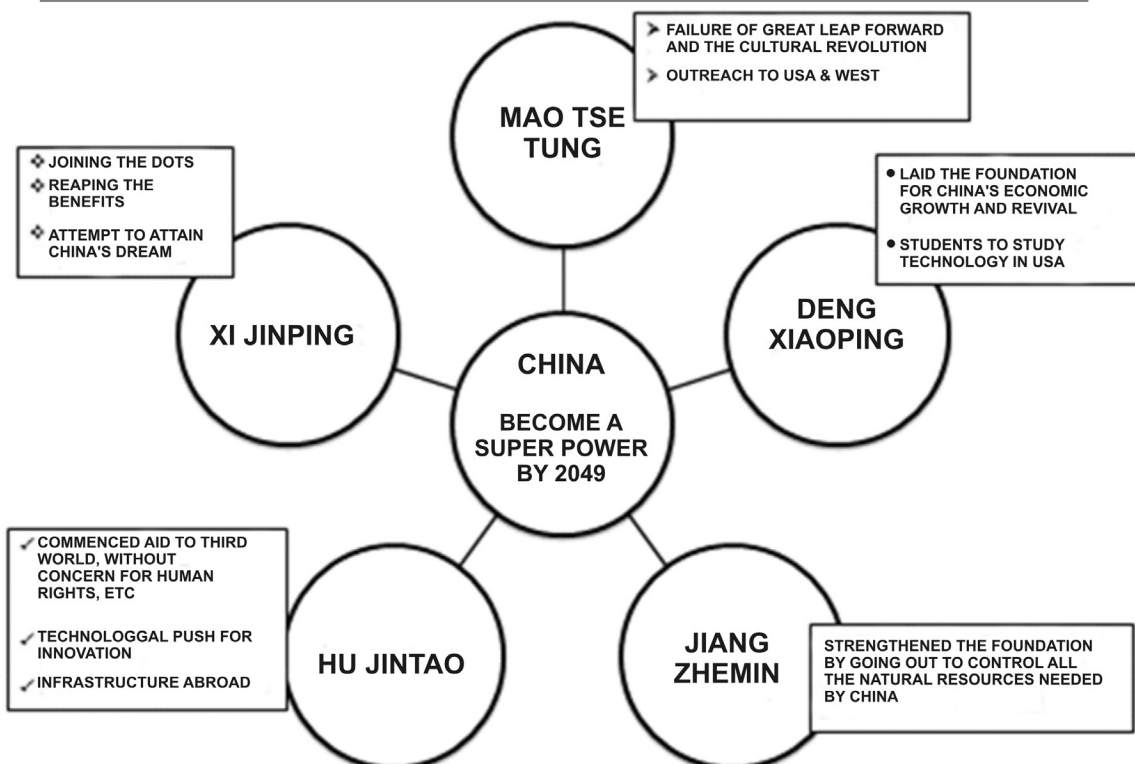 FAILURE OF GREAT LEAP FORWARD
AND THE CULTURAL REVOLUTION
OUTREACH TO USA & WEST
MAO TSE
TUNG
JOINING THE DOTS
REAPING THE
BENEFITS
ATTEMPT TO ATTAIN
CHINA'S DREAM
XI JINPING
LAID THE FOUNDATION
FOR CHINA'S ECONOMIC
GROWTH AND REVIVAL
STUDENTS TO STUDY
TECHNOLOGY IN USA
DENG
XIAOPING
CHINA
BECOME A
SUPER POWER
BY 2049
COMMENCED AID TO THIRD
WORLD, WITHOUT
CONCERN FOR HUMAN
RIGHTS, ETC
TECHNOLOGGAL PUSH FOR
INNOVATION
INFRASTRUCTURE ABROAD
HU JINTAO
JIANG
ZHEMIN
STRENGTHENED THE FOUNDATION
BY GOING OUT TO CONTROL ALL
THE NATURAL RESOURCES NEEDED
BY CHINA